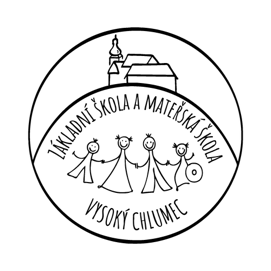 ZÁKLADNÍ ŠKOLA A MATEŘSKÁ ŠKOLA
VYSOKÝ CHLUMEC